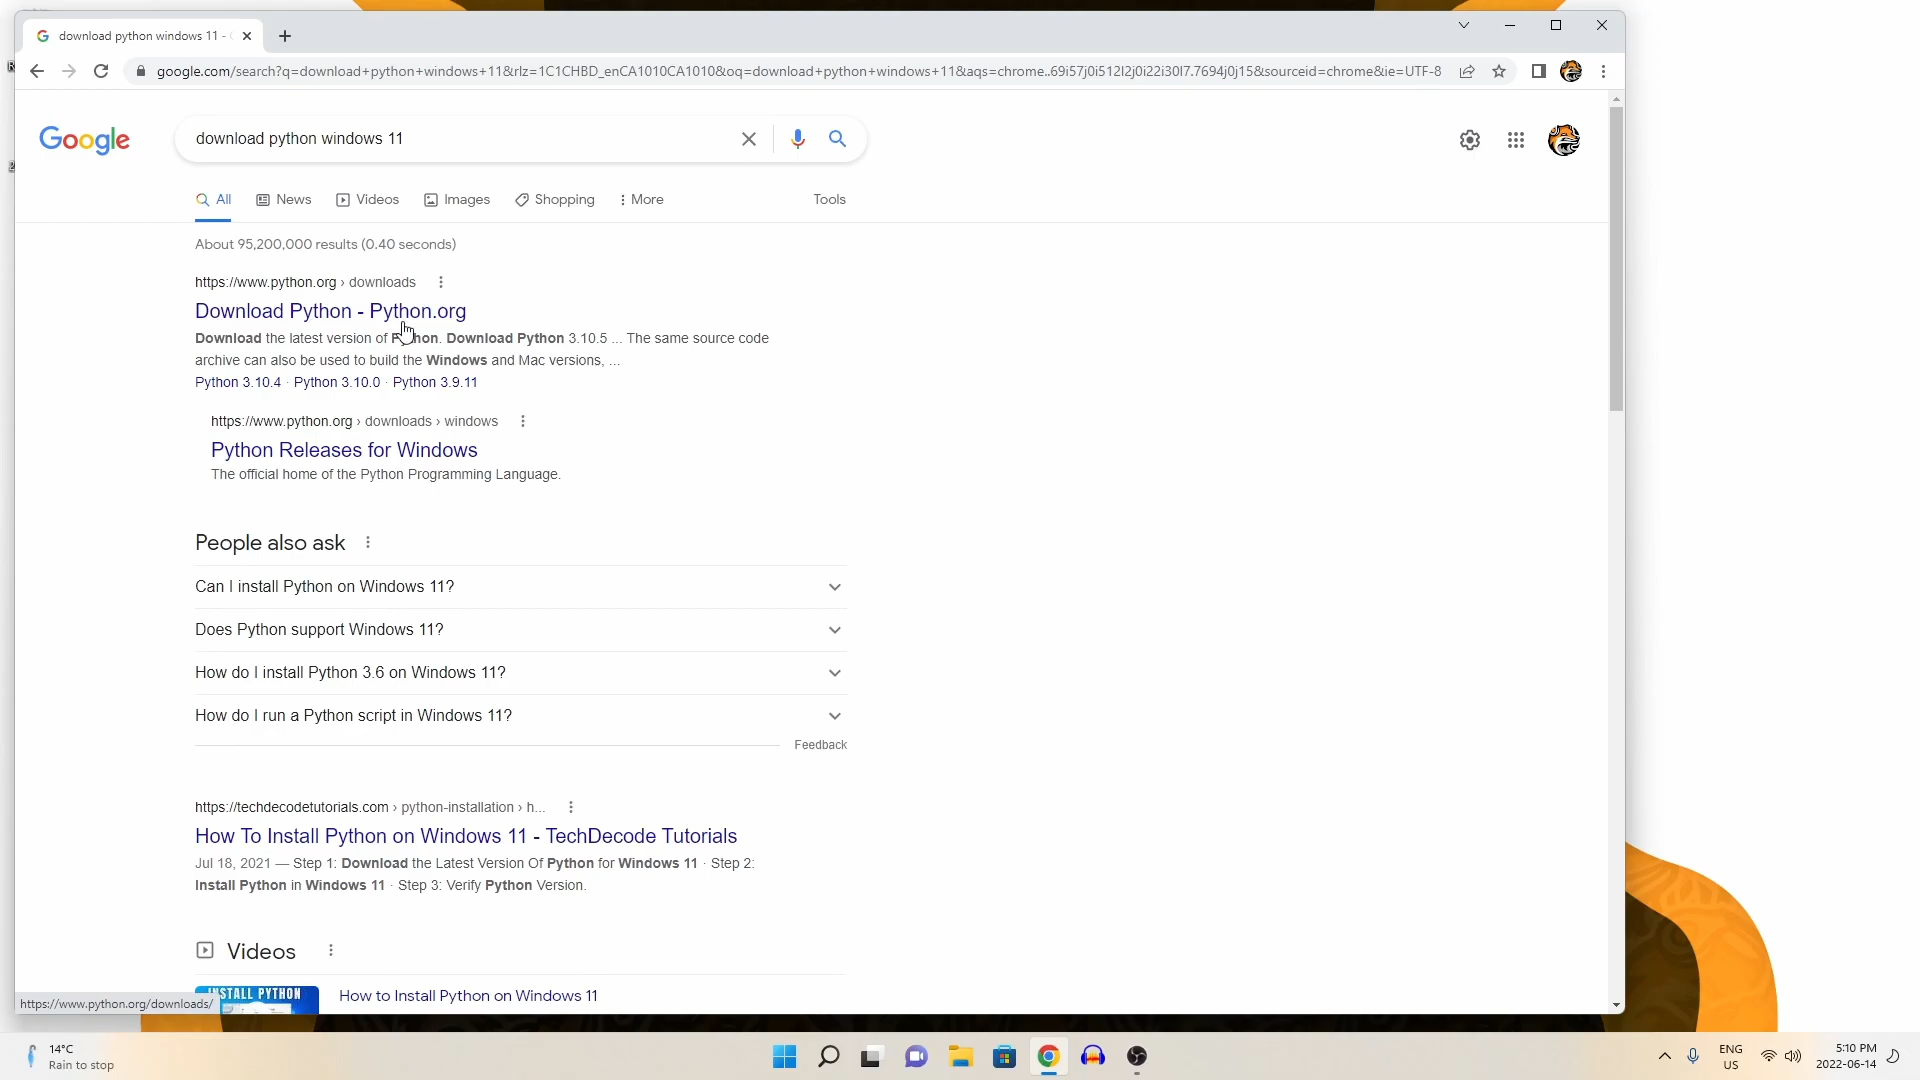 download python windows 11 -
google.com/search?q=download+python+windows+11&rlz=1C1CHBD_enCA1010CA1010&oq=download+python+windows+11&aqs=chrome..69i57j0i512l2j0i22i30l7.7694j0j15&sourceid=chrome&ie=UTF-8
Google
download python windows 11
All News Videos Images Shopping More Tools
About 95,200,000 results (0.40 seconds)
https://www.python.org › downloads
Download Python - Python.org
Download the latest version of Python. Download Python 3.10.5 ... The same source code
archive can also be used to build the Windows and Mac versions, ...
Python 3.10.4 · Python 3.10.0 · Python 3.9.11
https://www.python.org › downloads › windows
Python Releases for Windows
The official home of the Python Programming Language.
People also ask
Can I install Python on Windows 11?
Does Python support Windows 11?
How do I install Python 3.6 on Windows 11?
How do I run a Python script in Windows 11?
Feedback
https://techdecodetutorials.com › python-installation › h...
How To Install Python on Windows 11 - TechDecode Tutorials
Jul 18, 2021 — Step 1: Download the Latest Version Of Python for Windows 11 · Step 2:
Install Python in Windows 11 · Step 3: Verify Python Version.
Videos
INSTALL PYTHON
How to Install Python on Windows 11
https://www.python.org/downloads/
14°C
Rain to stop
ENG
US
5:10 PM
2022-06-14